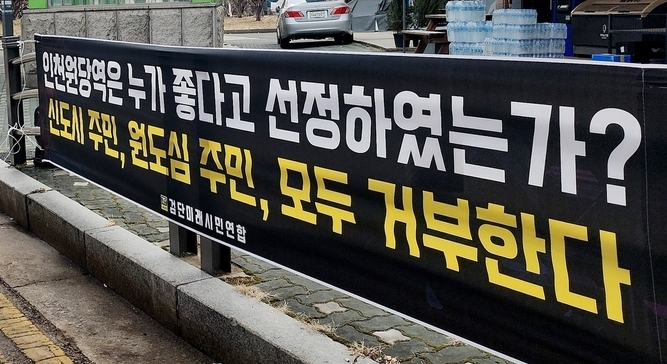 인천원당역은 누가 좋다고 선정하였는가?
신도시 주민, 원도심 주민, 모두 거부한다
검단미래시민연합